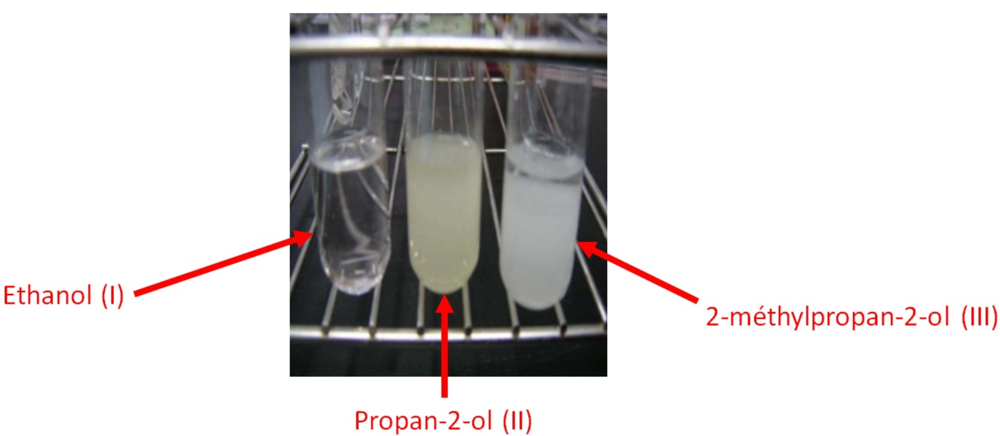 Ethanol (I)
2-méthylpropan-2-ol (III)
Propan-2-ol (II)